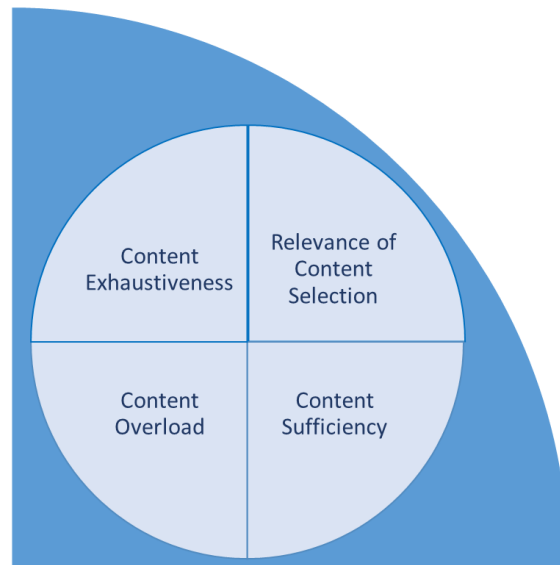 Content
Exhaustiveness
Relevance of
Content
Selection
Content
Overload
Content
Sufficiency